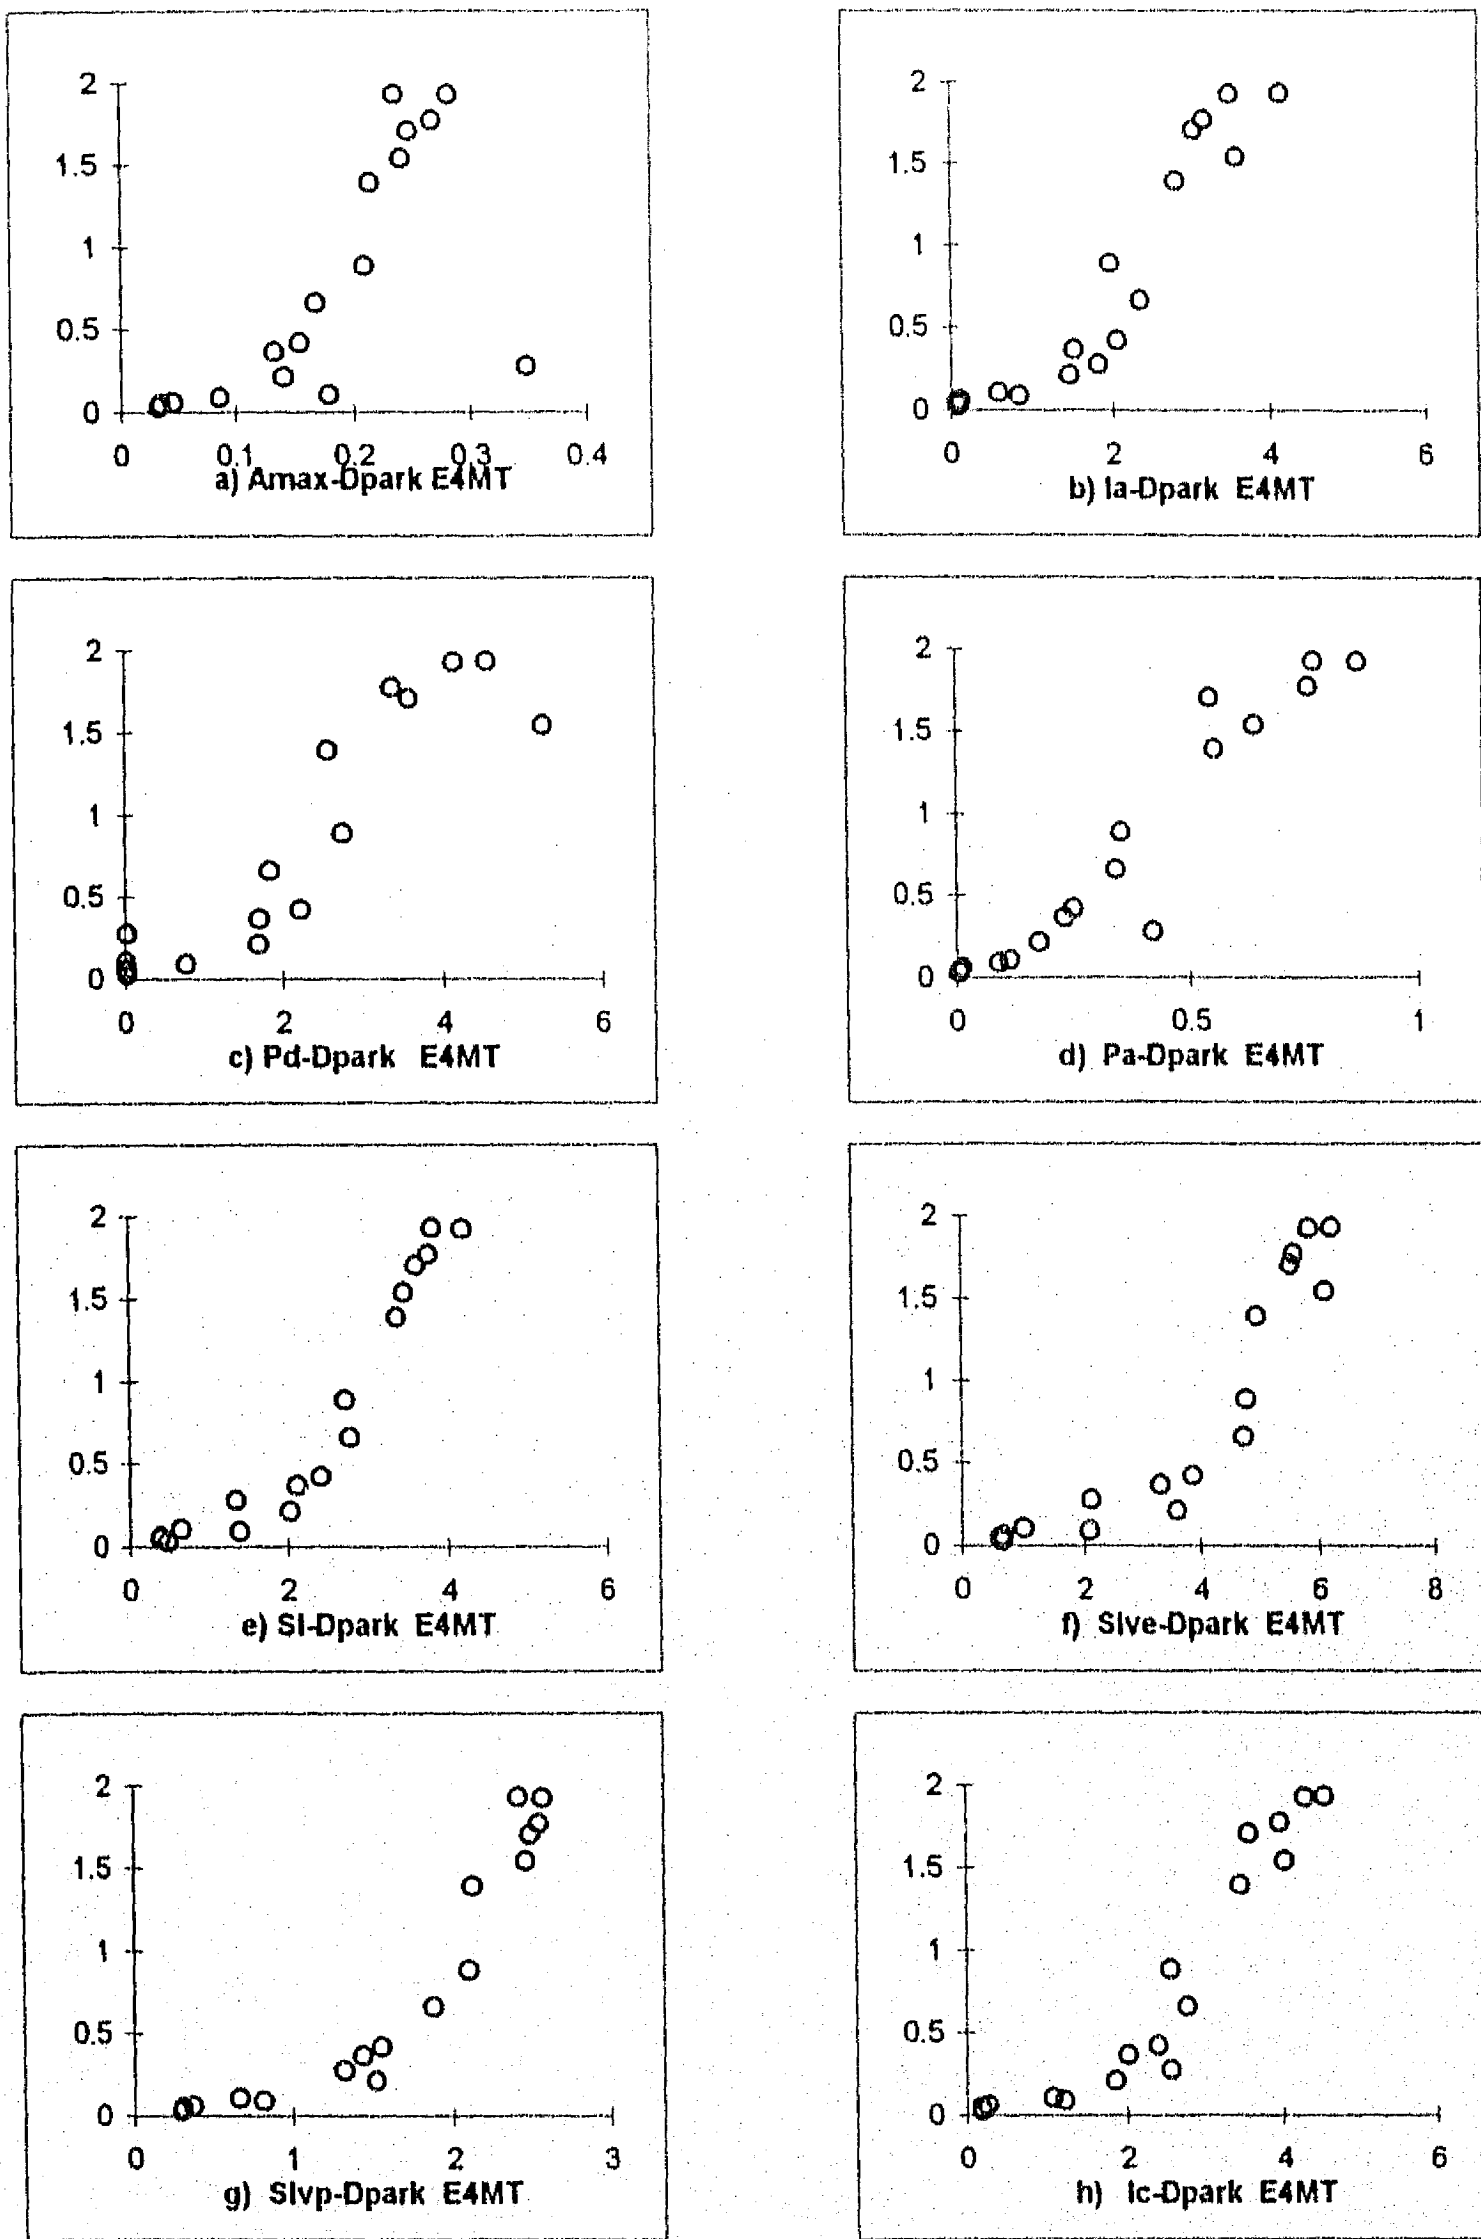 2
1.5
1
0.5
0
0 0.1 0.2 0.3 0.4
a) Amax-Dpark E4MT
2
1.5
1
0.5
0
0 2 4 6
b) Ia-Dpark E4MT
2
1.5
1
0.5
0
0 2 4 6
c) Pd-Dpark E4MT
2
1.5
1
0.5
0
0 0.5 1
d) Pa-Dpark E4MT
2
1.5
1
0.5
0
0 2 4 6
e) SI-Dpark E4MT
2
1.5
1
0.5
0
0 2 4 6 8
f) SIve-Dpark E4MT
2
1.5
1
0.5
0
0 1 2 3
g) SIvp-Dpark E4MT
2
1.5
1
0.5
0
0 2 4 6
h) Ic-Dpark E4MT